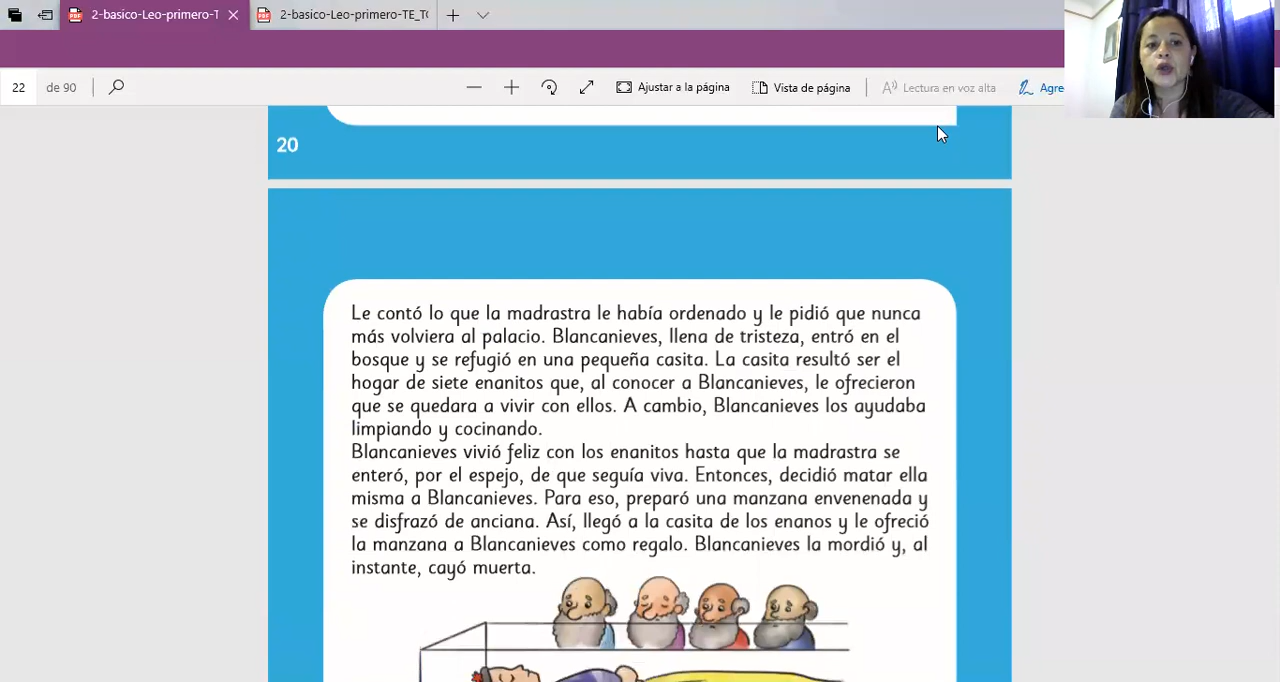 2-basico-Leo-primero-T
2-basico-Leo-primero-TE_TC
22 de 90
Ajustar a la página
Vista de página
Lectura en voz alta
20
Le contó lo que la madrastra le había ordenado y le pidió que nunca
más volviera al palacio. Blancanieves, llena de tristeza, entró en el
bosque y se refugió en una pequeña casita. La casita resultó ser el
hogar de siete enanitos que, al conocer a Blancanieves, le ofrecieron
que se quedara a vivir con ellos. A cambio, Blancanieves los ayudaba
limpiando y cocinando.
Blancanieves vivió feliz con los enanitos hasta que la madrastra se
enteró, por el espejo, de que seguía viva. Entonces, decidió matar ella
misma a Blancanieves. Para eso, preparó una manzana envenenada y
se disfrazó de anciana. Así, llegó a la casita de los enanos y le ofreció
la manzana a Blancanieves como regalo. Blancanieves la mordió y, al
instante, cayó muerta.